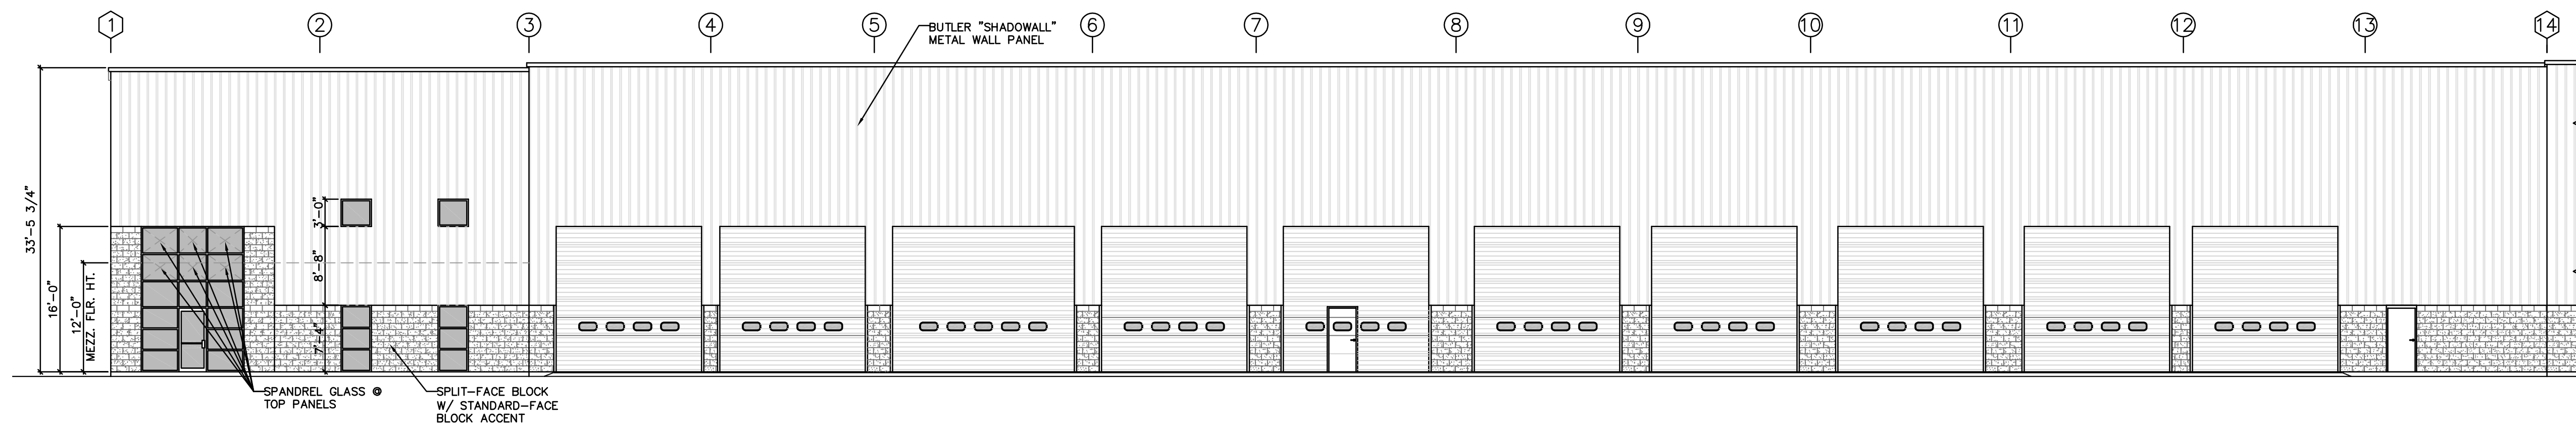 1 2 3 4 5 6 7 8 9 10 11 12 13 14
BUTLER "SHADOWALL"
METAL WALL PANEL
33'-5 3/4"
16'-0"
12'-0"
MEZZ. FLR. HT.
3'-0"
8'-8"
7'-4"
SPANDREL GLASS @
TOP PANELS
SPLIT-FACE BLOCK
W/ STANDARD-FACE
BLOCK ACCENT